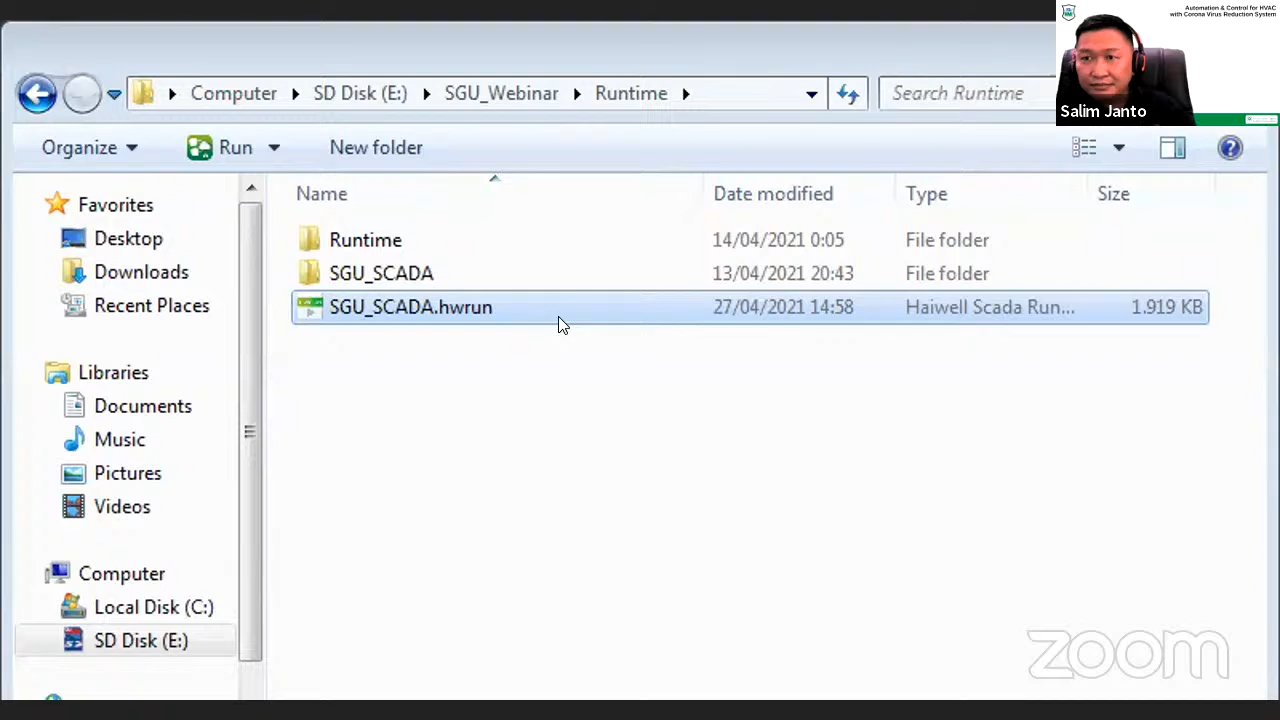 Automation & Control for HVAC
with Corona Virus Reduction System
Salim Janto
Computer
SD Disk (E:)
SGU_Webinar
Runtime
Search Runtime
Organize
Run
New folder
Name
Date modified
Type
Size
Favorites
Desktop
Downloads
Recent Places
Libraries
Documents
Music
Pictures
Videos
Computer
Local Disk (C:)
SD Disk (E:)
Runtime 14/04/2021 0:05 File folder
SGU_SCADA 13/04/2021 20:43 File folder
SGU_SCADA.hwrun 27/04/2021 14:58 Haiwell Scada Run... 1.919 KB
zoom